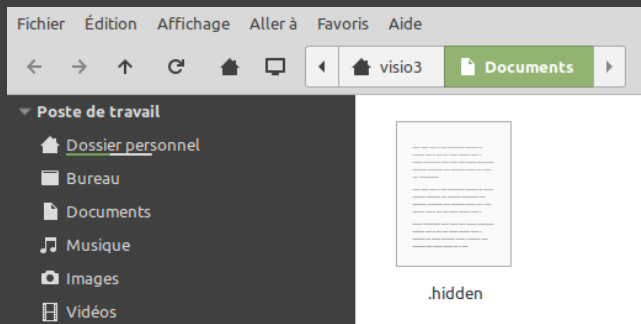 Fichier Édition Affichage Aller à Favoris Aide
visio3 Documents
Poste de travail
Dossier personnel
Bureau
Documents
Musique
Images
Vidéos
.hidden